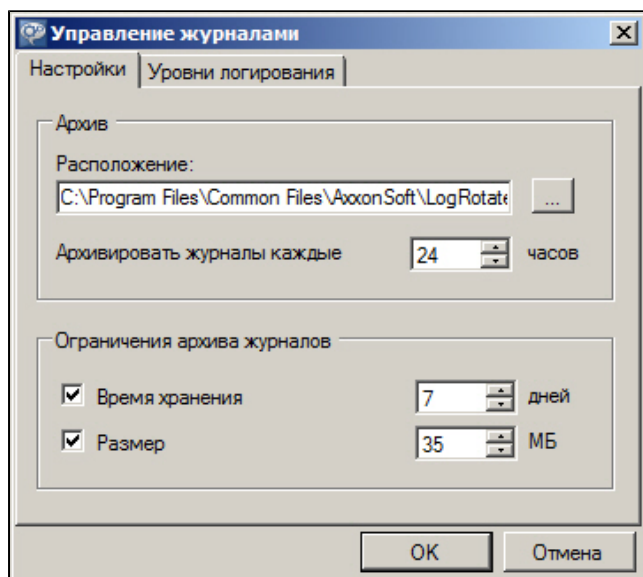 Управление журналами
Настройки
Уровни логирования
Архив
Расположение:
C:\Program Files\Common Files\AxxonSoft\LogRotate
...
Архивировать журналы каждые 24 часов
Ограничения архива журналов
Время хранения 7 дней
Размер 35 МБ
OK
Отмена